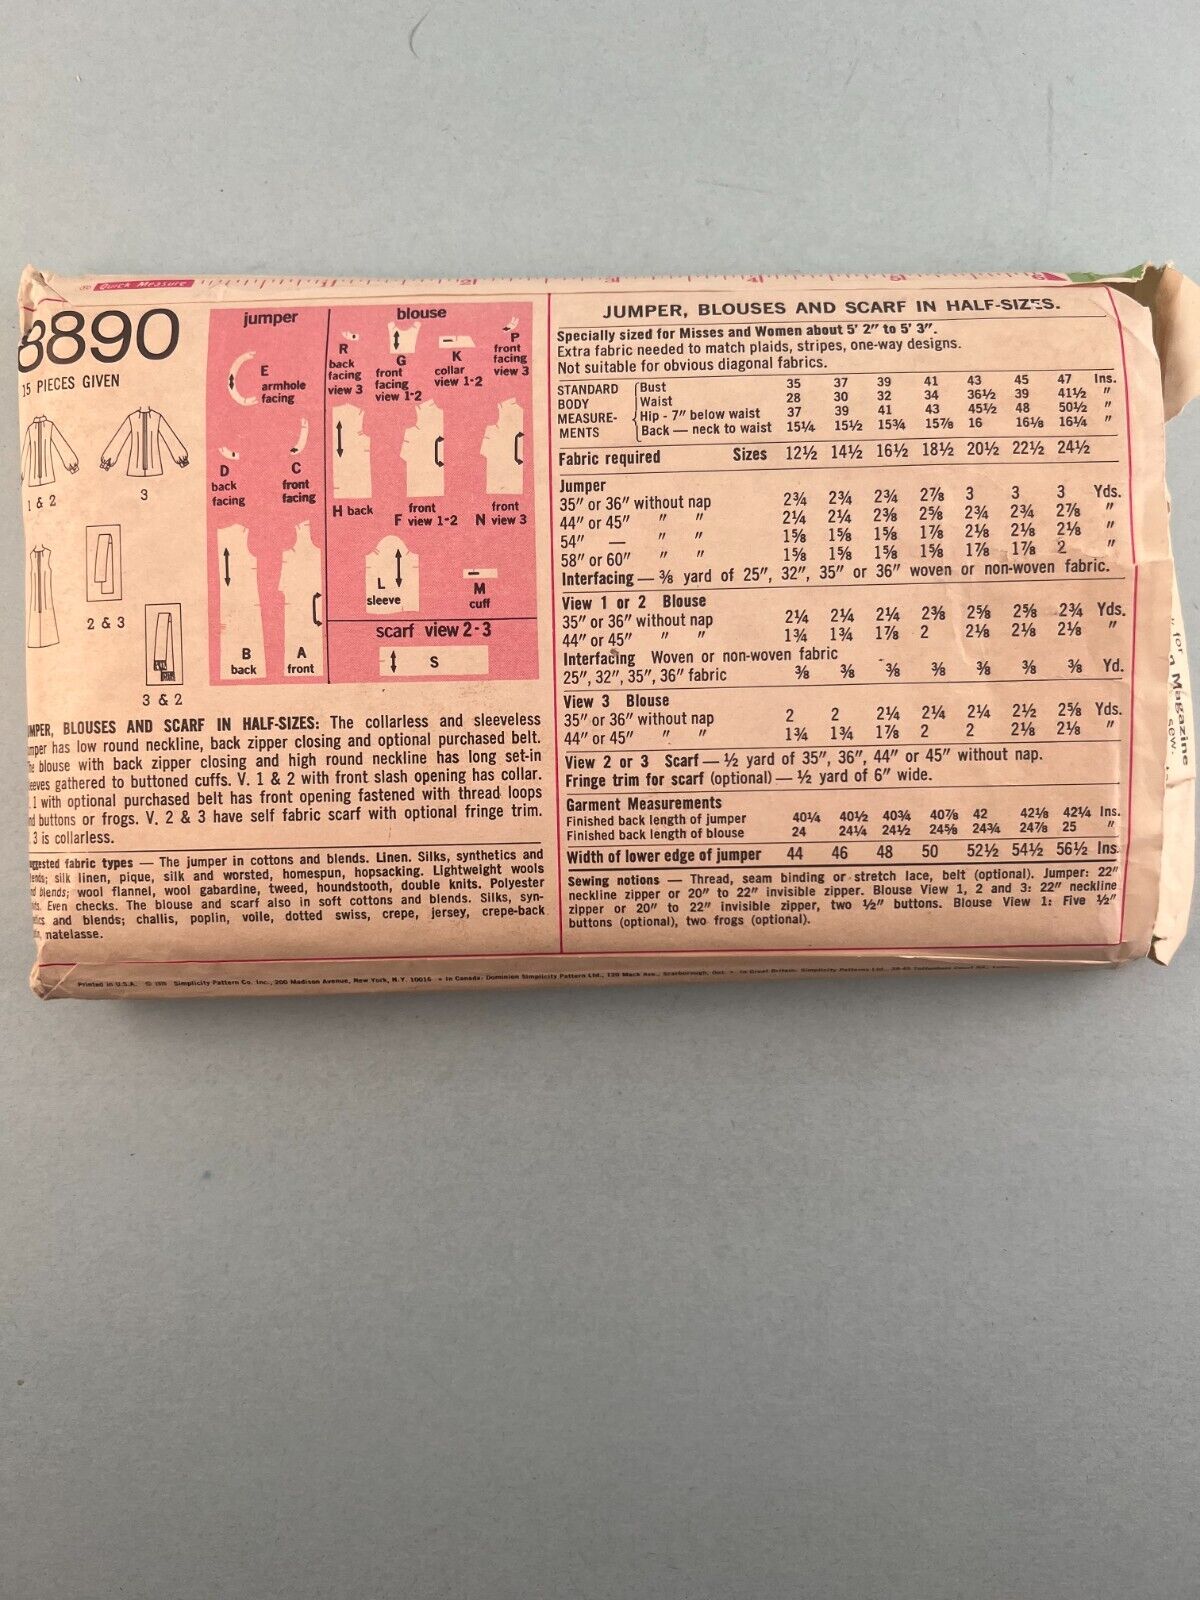 Quick Measure
1 2 3 4 5 6
8890
15 PIECES GIVEN
1 & 2
3
2 & 3
3 & 2
jumper
E
armhole
facing
D
back
facing
C
front
facing
B
back
A
front
blouse
R
back
facing
view 3
G
front
facing
view 1-2
K
collar
view 1-2
P
front
facing
view 3
H back
front
F view 1-2
front
N view 3
L
sleeve
M
cuff
scarf view 2-3
S
MPER, BLOUSES AND SCARF IN HALF-SIZES: The collarless and sleeveless
mper has low round neckline, back zipper closing and optional purchased belt.
he blouse with back zipper closing and high round neckline has long set-in
eeves gathered to buttoned cuffs. V. 1 & 2 with front slash opening has collar.
. 1 with optional purchased belt has front opening fastened with thread loops
nd buttons or frogs. V. 2 & 3 have self fabric scarf with optional fringe trim.
. 3 is collarless.
ggested fabric types — The jumper in cottons and blends. Linen. Silks, synthetics and
ends; silk linen, pique, silk and worsted, homespun, hopsacking. Lightweight wools
nd blends; wool flannel, wool gabardine, tweed, houndstooth, double knits. Polyester
ts. Even checks. The blouse and scarf also in soft cottons and blends. Silks, syn-
tics and blends; challis, poplin, voile, dotted swiss, crepe, jersey, crepe-back
in, natelasse.
JUMPER, BLOUSES AND SCARF IN HALF-SIZES.
Specially sized for Misses and Women about 5' 2" to 5' 3".
Extra fabric needed to match plaids, stripes, one-way designs.
Not suitable for obvious diagonal fabrics.
STANDARD BODY MEASURE-MENTS
Bust 35 37 39 41 43 45 47 Ins.
Waist 28 30 32 34 36½ 39 41½ "
Hip - 7" below waist 37 39 41 43 45½ 48 50½ "
Back — neck to waist 15¼ 15½ 15¾ 15⅞ 16 16⅛ 16¼ "
Fabric required Sizes 12½ 14½ 16½ 18½ 20½ 22½ 24½
Jumper
35" or 36" without nap 2¾ 2¾ 2¾ 2⅞ 3 3 3 Yds.
44" or 45" " " 2¼ 2¼ 2⅜ 2⅝ 2¾ 2¾ 2⅞ "
54" — " " 1⅝ 1⅝ 1⅝ 1⅞ 2⅛ 2⅛ 2⅛ "
58" or 60" " " 1⅝ 1⅝ 1⅝ 1⅝ 1⅞ 1⅞ 2 "
Interfacing — ⅜ yard of 25", 32", 35" or 36" woven or non-woven fabric.
View 1 or 2 Blouse
35" or 36" without nap 2¼ 2¼ 2¼ 2⅜ 2⅝ 2⅝ 2¾ Yds.
44" or 45" " " 1¾ 1¾ 1⅞ 2 2⅛ 2⅛ 2⅛ "
Interfacing Woven or non-woven fabric
25", 32", 35", 36" fabric ⅜ ⅜ ⅜ ⅜ ⅜ ⅜ ⅜ Yd.
View 3 Blouse
35" or 36" without nap 2 2 2¼ 2¼ 2¼ 2½ 2⅝ Yds.
44" or 45" " " 1¾ 1¾ 1⅞ 2 2 2⅛ 2⅛ "
View 2 or 3 Scarf — ½ yard of 35", 36", 44" or 45" without nap.
Fringe trim for scarf (optional) — ½ yard of 6" wide.
Garment Measurements
Finished back length of jumper 40¼ 40½ 40¾ 40⅞ 42 42⅛ 42¼ Ins.
Finished back length of blouse 24 24¼ 24½ 24⅝ 24¾ 24⅞ 25 "
Width of lower edge of jumper 44 46 48 50 52½ 54½ 56½ Ins.
Sewing notions — Thread, seam binding or stretch lace, belt (optional). Jumper: 22"
neckline zipper or 20" to 22" invisible zipper. Blouse View 1, 2 and 3: 22" neckline
zipper or 20" to 22" invisible zipper, two ½" buttons. Blouse View 1: Five ½"
buttons (optional), two frogs (optional).
Printed in U.S.A. © Simplicity Pattern Co. Inc., 200 Madison Avenue, New York, N.Y. 10016 • In Canada: Dominion Simplicity Pattern Ltd., 120 Mack Ave., Scarborough, Ont. • In Great Britain: Simplicity Patterns Ltd.,
" for
n Magazine
sew.